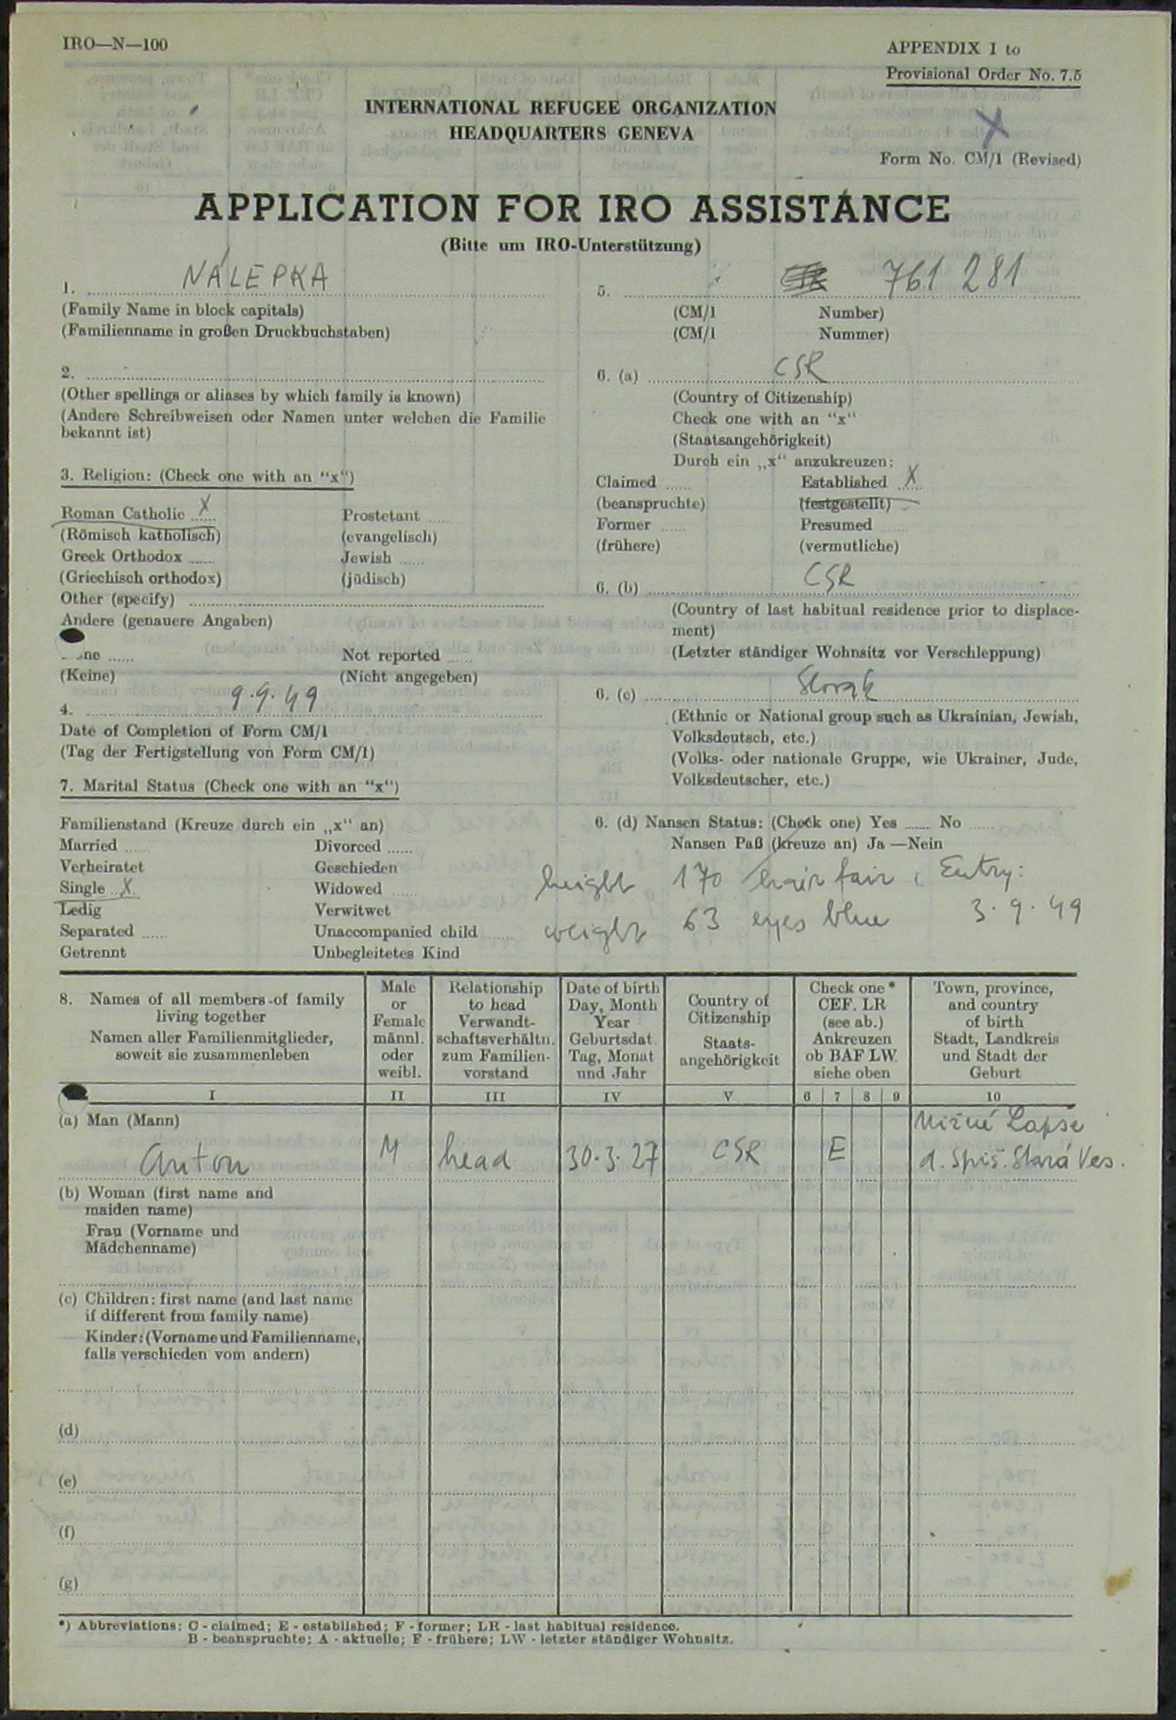 IRO—N—100
APPENDIX 1 to
Provisional Order No. 7.5
INTERNATIONAL REFUGEE ORGANIZATION
HEADQUARTERS GENEVA
X
Form No. CM/1 (Revised)
APPLICATION FOR IRO ASSISTANCE
(Bitte um IRO-Unterstützung)
1. NÁLEPKA
(Family Name in block capitals)
(Familienname in großen Druckbuchstaben)
5. 761 281
(CM/1 Number)
(CM/1 Nummer)
2.
(Other spellings or aliases by which family is known)
(Andere Schreibweisen oder Namen unter welchen die Familie
bekannt ist)
6. (a) CSR
(Country of Citizenship)
Check one with an “x“
(Staatsangehörigkeit)
Durch ein „x“ anzukreuzen:
Claimed ...... Established X
(beanspruchte) (festgestellt)
Former ...... Presumed
(frühere) (vermutliche)
3. Religion: (Check one with an “x“)
Roman Catholic X Prostetant
(Römisch katholisch) (evangelisch)
Greek Orthodox ...... Jewish ......
(Griechisch orthodox) (jüdisch)
Other (specify)
Andere (genauere Angaben)
ne ...... Not reported ......
(Keine) (Nicht angegeben)
6. (b) CSR
(Country of last habitual residence prior to displace-
ment)
(Letzter ständiger Wohnsitz vor Verschleppung)
4. 9.9.49
Date of Completion of Form CM/1
(Tag der Fertigstellung von Form CM/1)
6. (c) Slovak
(Ethnic or National group such as Ukrainian, Jewish,
Volksdeutsch, etc.)
(Volks- oder nationale Gruppe, wie Ukrainer, Jude,
Volksdeutscher, etc.)
7. Marital Status (Check one with an “x“)
Familienstand (Kreuze durch ein „x“ an)
Married ...... Divorced ......
Verheiratet Geschieden
Single X Widowed ......
Ledig Verwitwet
Separated ...... Unaccompanied child ......
Getrennt Unbegleitetes Kind
6. (d) Nansen Status: (Check one) Yes ...... No ......
Nansen Paß (kreuze an) Ja —Nein
height 170 hair fair, Entry:
weight 63 eyes blue 3.9.49
8. Names of all members of family
living together
Namen aller Familienmitglieder,
soweit sie zusammenleben
Male
or
Female
männl.
oder
weibl.
Relationship
to head
Verwandt-
schaftsverhältn.
zum Familien-
vorstand
Date of birth
Day, Month
Year
Geburtsdat.
Tag, Monat
und Jahr
Country of
Citizenship
Staats-
angehörigkeit
Check one *
CEF. LR
(see ab.)
Ankreuzen
ob BAF LW.
siehe oben
Town, province,
and country
of birth
Stadt, Landkreis
und Stadt der
Geburt
I II III IV V 6 7 8 9 10
(a) Man (Mann)
Anton M head 30.3.27 CSR E Nižné Lapše
d. Spiš. Stará Ves.
(b) Woman (first name and
maiden name)
Frau (Vorname und
Mädchenname)
(c) Children: first name (and last name
if different from family name)
Kinder: (Vorname und Familienname,
falls verschieden vom andern)
(d)
(e)
(f)
(g)
*) Abbreviations: C - claimed; E - established; F - former; LR - last habitual residence.
B - beanspruchte; A - aktuelle; F - frühere; LW - letzter ständiger Wohnsitz.